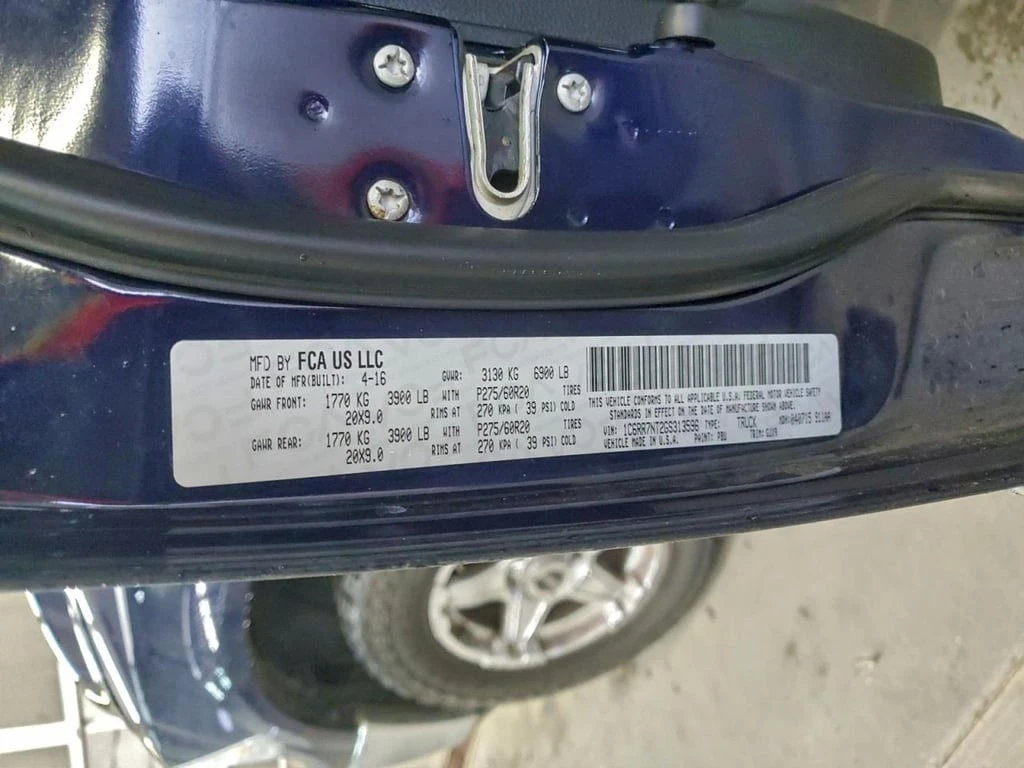 MFD BY FCA US LLC
DATE OF MFR(BUILT): 4-16 GVWR: 3130 KG 6900 LB
GAWR FRONT: 1770 KG 3900 LB WITH P275/60R20 TIRES
20X9.0 RIMS AT 270 KPA ( 39 PSI) COLD
GAWR REAR: 1770 KG 3900 LB WITH P275/60R20 TIRES
20X9.0 RIMS AT 270 KPA ( 39 PSI) COLD
THIS VEHICLE CONFORMS TO ALL APPLICABLE U.S.A. FEDERAL MOTOR VEHICLE SAFETY
STANDARDS IN EFFECT ON THE DATE OF MANUFACTURE SHOWN ABOVE.
VIN: 1C6RR7NT2GS313596 TYPE: TRUCK
VEHICLE MADE IN U.S.A. PAINT: PBU TRIM: